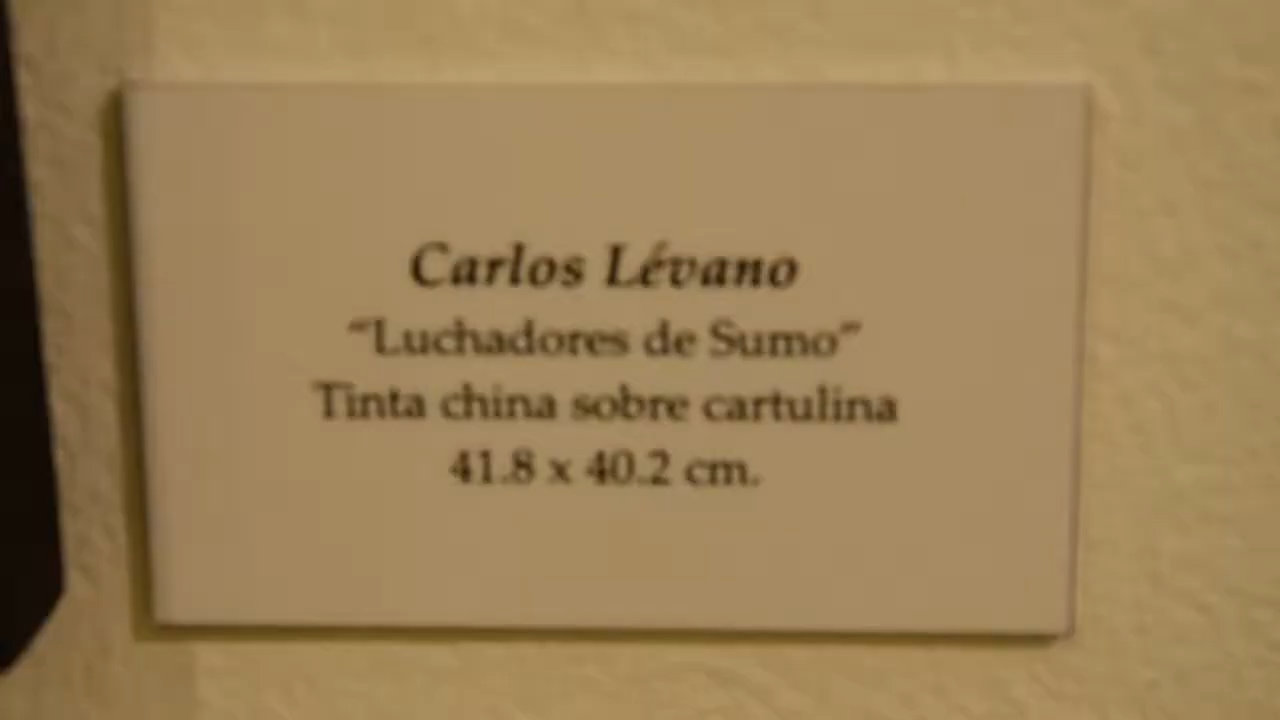 Carlos Lévano
“Luchadores de Sumo”
Tinta china sobre cartulina
41.8 x 40.2 cm.